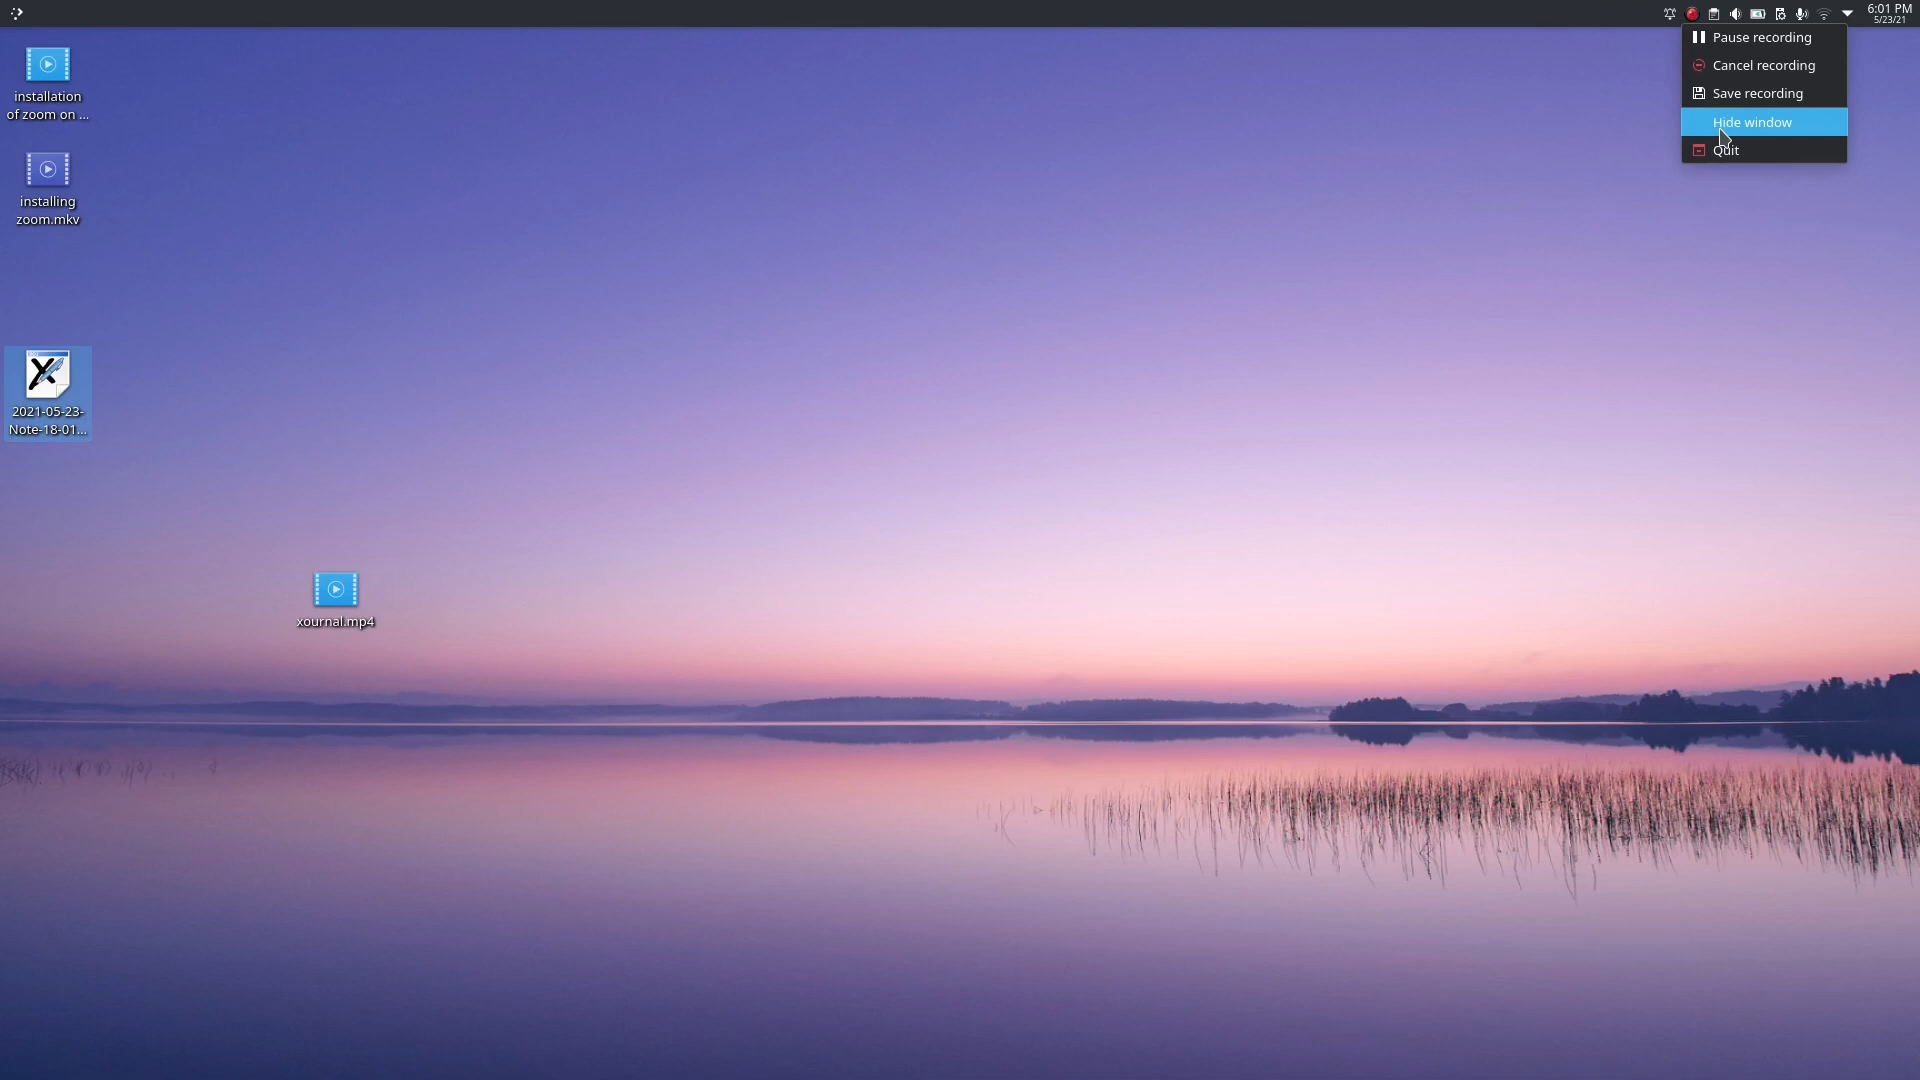 6:01 PM
5/23/21
Pause recording
Cancel recording
Save recording
Hide window
Quit
installation
of zoom on ...
installing
zoom.mkv
2021-05-23-
Note-18-01...
xournal.mp4